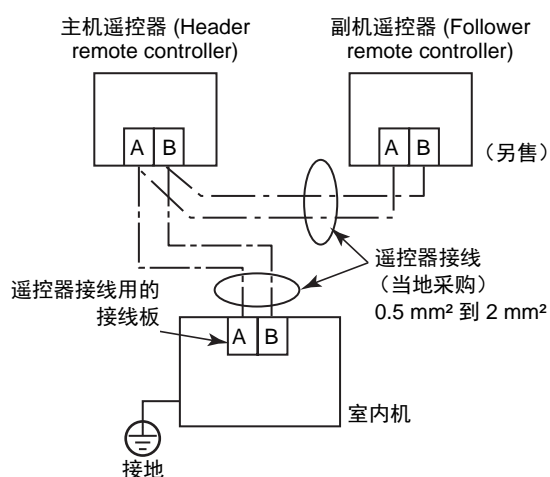 主机遥控器 (Header
remote controller)
副机遥控器 (Follower
remote controller)
A B
A B
（另售）
遥控器接线
（当地采购）
0.5 mm² 到 2 mm²
遥控器接线用的
接线板
A B
室内机
接地